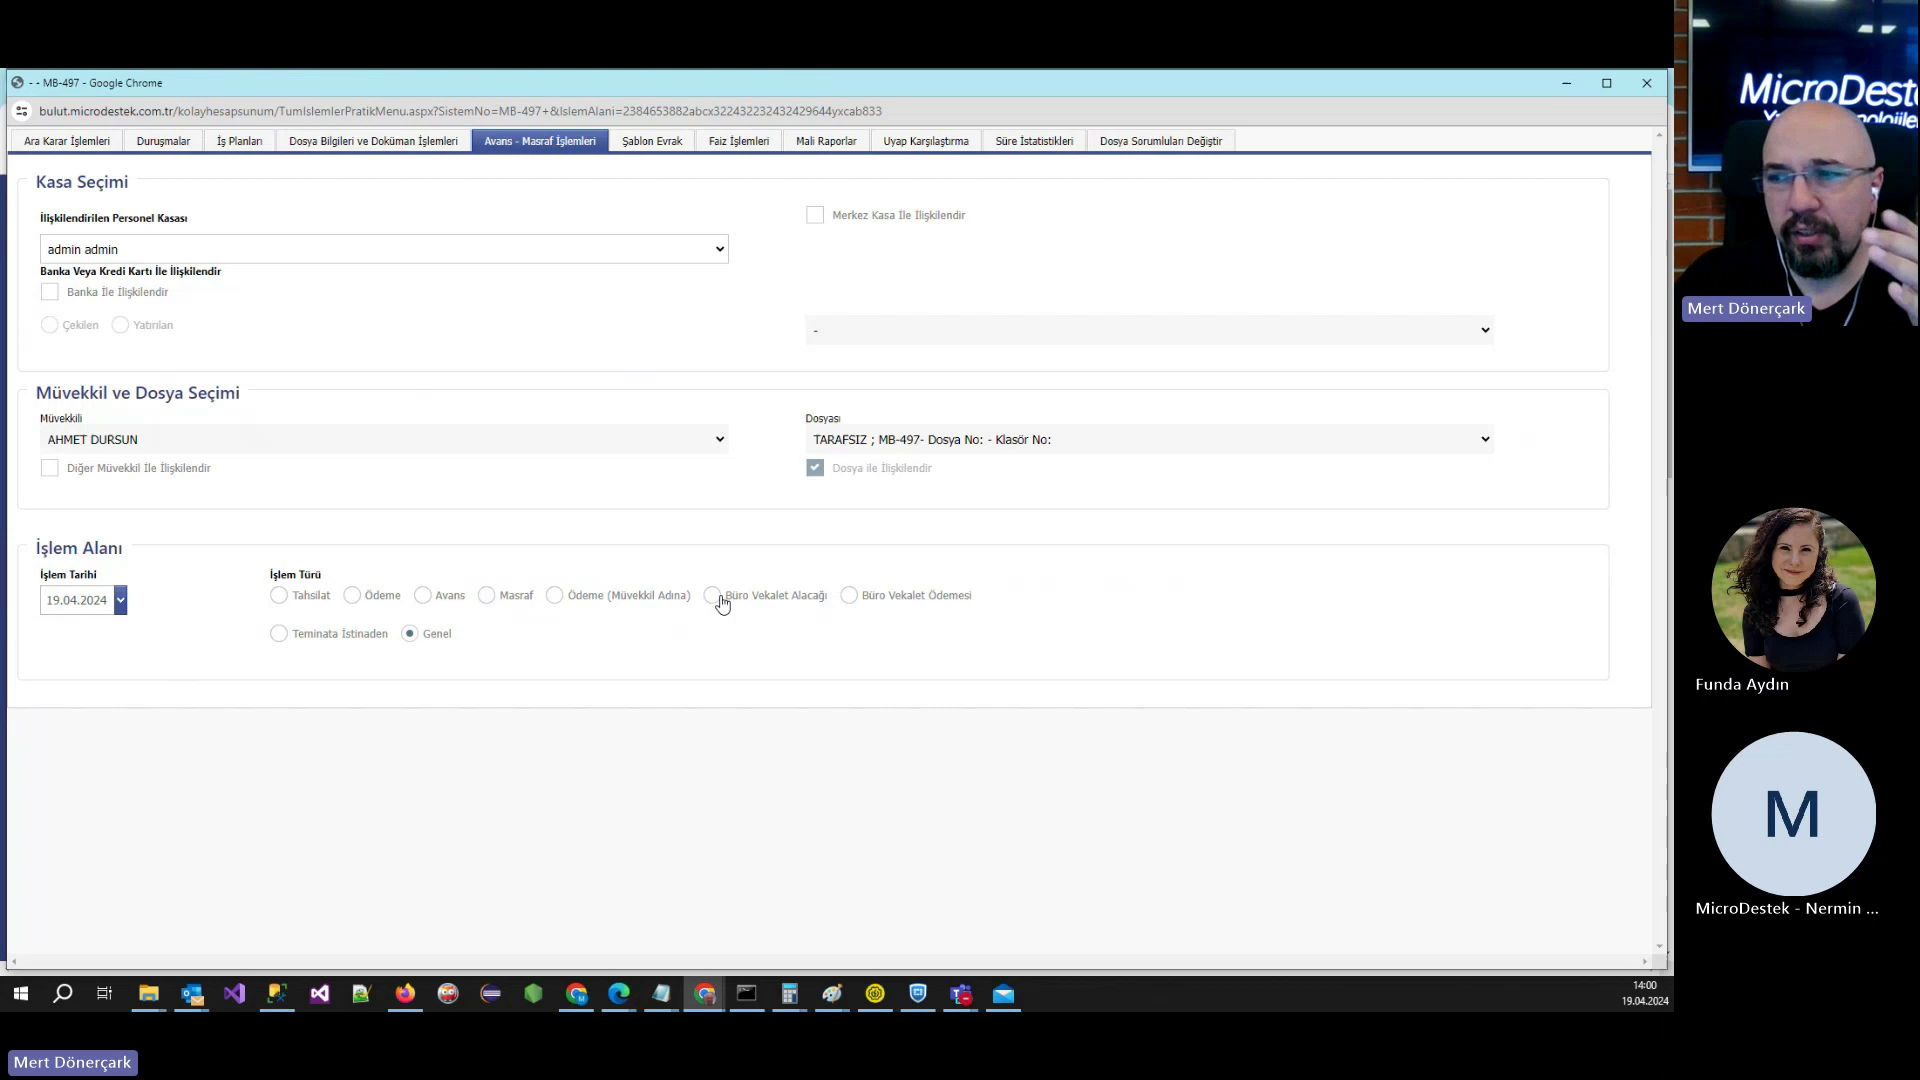 - - MB-497 - Google Chrome
bulut.microdestek.com.tr/kolayhesapsunum/TumIslemlerPratikMenu.aspx?SistemNo=MB-497+&IslemAlani=2384653882abcx322432232432429644yxcab833
Ara Karar İşlemleri Duruşmalar İş Planları Dosya Bilgileri ve Doküman İşlemleri Avans - Masraf İşlemleri Şablon Evrak Faiz İşlemleri Mali Raporlar Uyap Karşılaştırma Süre İstatistikleri Dosya Sorumluları Değiştir
Kasa Seçimi
İlişkilendirilen Personel Kasası
Merkez Kasa İle İlişkilendir
admin admin
Banka Veya Kredi Kartı İle İlişkilendir
Banka İle İlişkilendir
Çekilen Yatırılan
-
Müvekkil ve Dosya Seçimi
Müvekkili Dosyası
AHMET DURSUN TARAFSIZ ; MB-497- Dosya No: - Klasör No:
Diğer Müvekkil İle İlişkilendir Dosya ile İlişkilendir
İşlem Alanı
İşlem Tarihi İşlem Türü
19.04.2024 Tahsilat Ödeme Avans Masraf Ödeme (Müvekkil Adına) Büro Vekalet Alacağı Büro Vekalet Ödemesi
Teminata İstinaden Genel
14:00
19.04.2024
Mert Dönerçark
MicroDeste
Mert Dönerçark
Funda Aydın
M
MicroDestek - Nermin ...